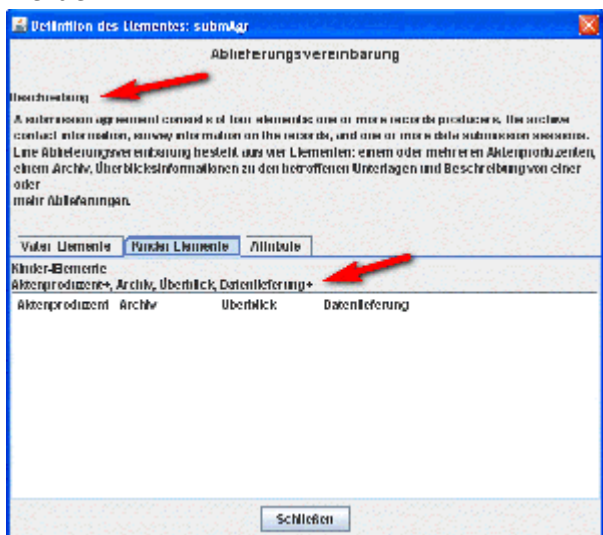 Definition des Elementes: submAgr
Ablieferungsvereinbarung
Beschreibung
A submission agreement consists of four elements: one or more records producers, the archive
contact information, survey information on the records, and one or more data submission sessions.
Eine Ablieferungsvereinbarung besteht aus vier Elementen: einem oder mehreren Aktenproduzenten,
einem Archiv, Überblicksinformationen zu den betroffenen Unterlagen und Beschreibung von einer
oder
mehr Ablieferungen.
Vater Elemente Kinder Elemente Attribute
Kinder-Elemente
Aktenproduzent+, Archiv, Überblick, Datenlieferung+
Aktenproduzent Archiv Überblick Datenlieferung
Schließen